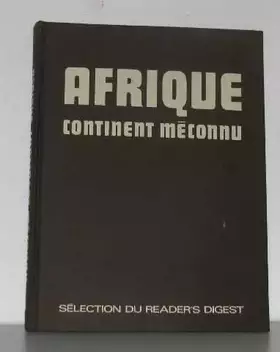 AFRIQUE
CONTINENT MÉCONNU
SÉLECTION DU READER'S DIGEST